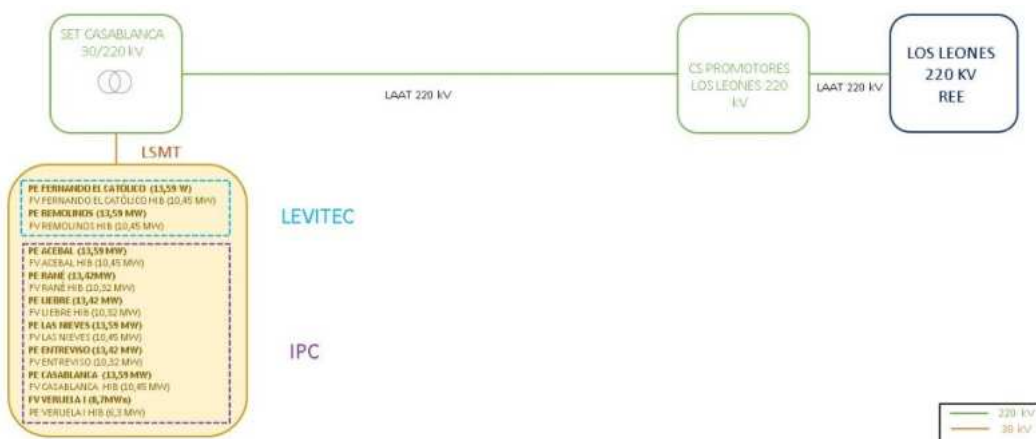 SET CASABLANCA
30/220 kV
LAAT 220 kV
CS PROMOTORES
LOS LEONES 220
kV
LAAT 220 kV
LOS LEONES
220 KV
REE
LSMT
PE FERNANDO EL CATÓLICO (13,59 W)
FV FERNANDO EL CATÓLICO HIB (10,45 MW)
PE REMOLINOS (13,59 MW)
FV REMOLINOS HIB (10,45 MW)
LEVITEC
PE ACEBAL (13,59 MW)
FV ACEBAL HIB (10,45 MW)
PE RANÉ (13,42MW)
FV RANÉ HIB (10,32 MW)
PE LIEBRE (13,42 MW)
FV LIEBRE HIB (10,32 MW)
PE LAS NIEVES (13,59 MW)
FV LAS NIEVES (10,45 MW)
PE ENTREVISO (13,42 MW)
FV ENTREVISO (10,32 MW)
PE CASABLANCA (13,59 MW)
FV CASABLANCA HIB (10,45 MW)
FV VERUELA I (8,7MWn)
PE VERUELA I HIB (6,3 MW)
IPC
220 kV
30 kV